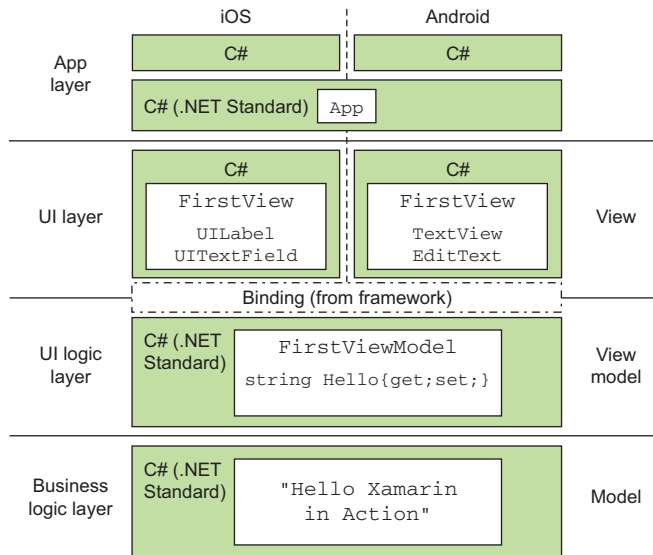 iOS
Android
App
layer
C#
C#
C# (.NET Standard)
App
UI layer
C#
FirstView
UILabel
UITextField
C#
FirstView
TextView
EditText
View
Binding (from framework)
UI logic
layer
C# (.NET
Standard)
FirstViewModel
string Hello{get;set;}
View
model
Business
logic layer
C# (.NET
Standard)
"Hello Xamarin
in Action"
Model